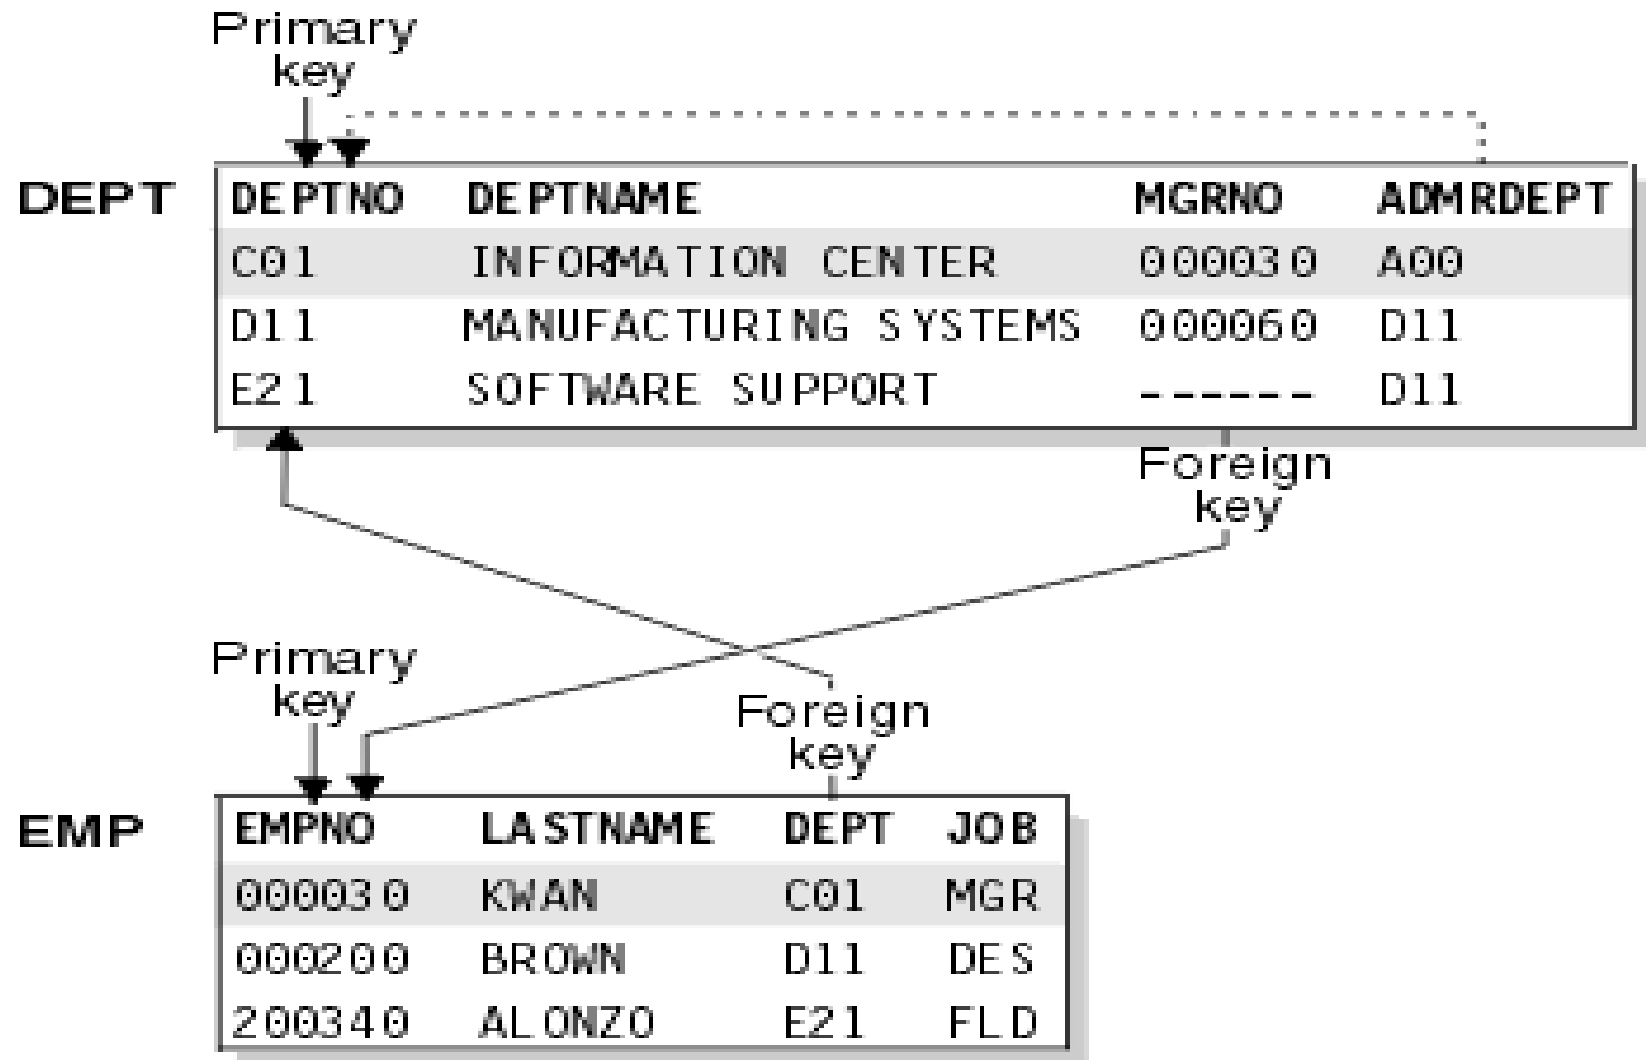 Primary
key
DEPT
DEPTNO DEPTNAME MGRNO ADMRDEPT
C01 INFORMATION CENTER 000030 A00
D11 MANUFACTURING SYSTEMS 000060 D11
E21 SOFTWARE SUPPORT ------ D11
Foreign
key
Primary
key
Foreign
key
EMP
EMPNO LASTNAME DEPT JOB
000030 KWAN C01 MGR
000200 BROWN D11 DES
200340 ALONZO E21 FLD